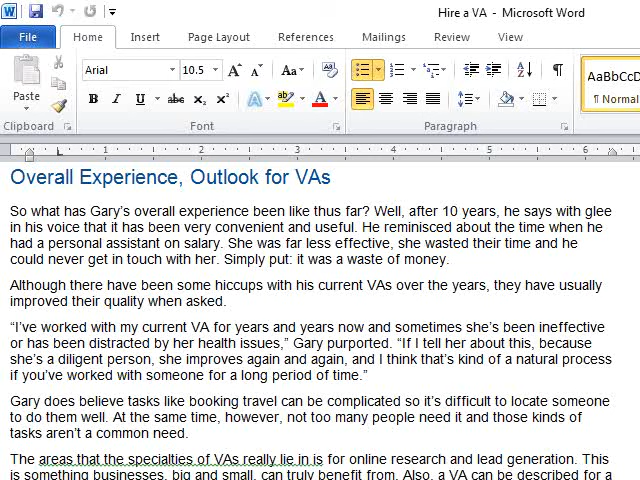 Hire a VA - Microsoft Word
File Home Insert Page Layout References Mailings Review View
Arial 10.5 Aa
AaBbCcD
Paste
B I U abc x₂ x² A ab A
¶ Normal
Clipboard Font Paragraph
1 2 3 4 5 6
Overall Experience, Outlook for VAs
So what has Gary’s overall experience been like thus far? Well, after 10 years, he says with glee
in his voice that it has been very convenient and useful. He reminisced about the time when he
had a personal assistant on salary. She was far less effective, she wasted their time and he
could never get in touch with her. Simply put: it was a waste of money.
Although there have been some hiccups with his current VAs over the years, they have usually
improved their quality when asked.
“I’ve worked with my current VA for years and years now and sometimes she’s been ineffective
or has been distracted by her health issues,” Gary purported. “If I tell her about this, because
she’s a diligent person, she improves again and again, and I think that’s kind of a natural process
if you’ve worked with someone for a long period of time.”
Gary does believe tasks like booking travel can be complicated so it’s difficult to locate someone
to do them well. At the same time, however, not too many people need it and those kinds of
tasks aren’t a common need.
The areas that the specialties of VAs really lie in is for online research and lead generation. This
is something businesses, big and small, can truly benefit from. Also, a VA can be described for a